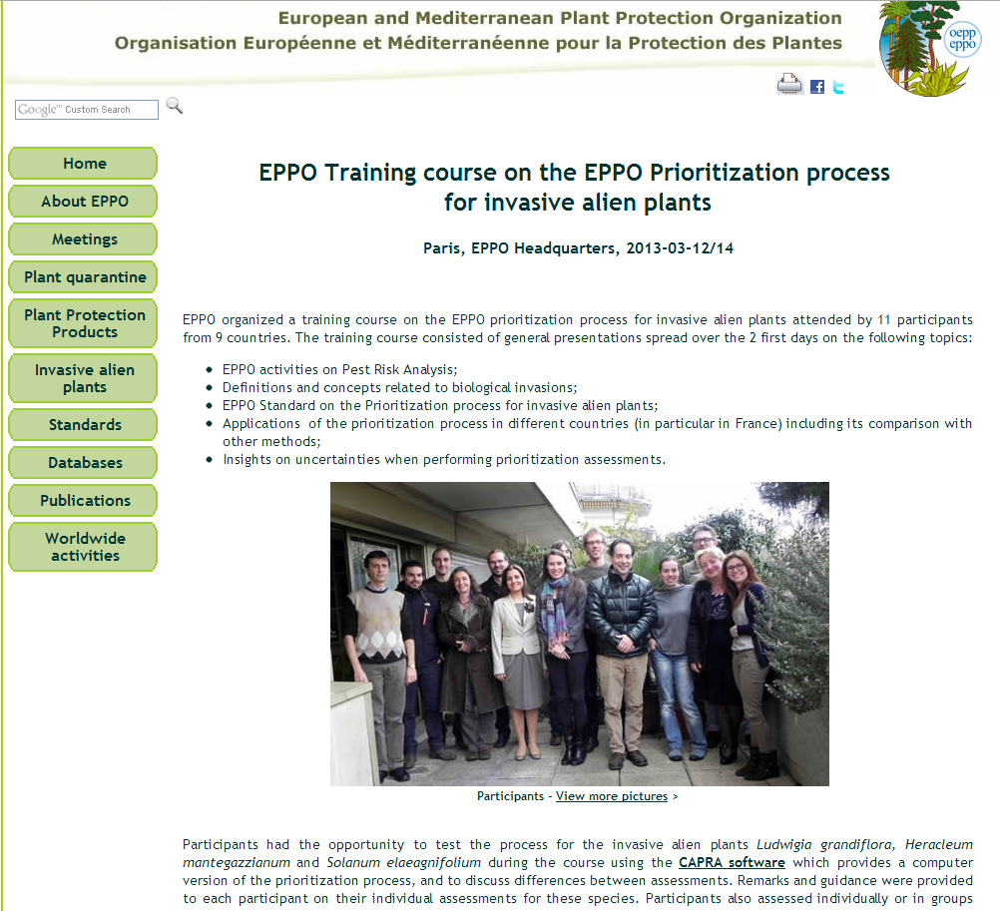 European and Mediterranean Plant Protection Organization
Organisation Européenne et Méditerranéenne pour la Protection des Plantes
oepp
eppo
Google™ Custom Search
Home
About EPPO
Meetings
Plant quarantine
Plant Protection
Products
Invasive alien
plants
Standards
Databases
Publications
Worldwide
activities
EPPO Training course on the EPPO Prioritization process
for invasive alien plants
Paris, EPPO Headquarters, 2013-03-12/14
EPPO organized a training course on the EPPO prioritization process for invasive alien plants attended by 11 participants
from 9 countries. The training course consisted of general presentations spread over the 2 first days on the following topics:
EPPO activities on Pest Risk Analysis;
Definitions and concepts related to biological invasions;
EPPO Standard on the Prioritization process for invasive alien plants;
Applications of the prioritization process in different countries (in particular in France) including its comparison with
other methods;
Insights on uncertainties when performing prioritization assessments.
Participants - View more pictures >
Participants had the opportunity to test the process for the invasive alien plants Ludwigia grandiflora, Heracleum
mantegazzianum and Solanum elaeagnifolium during the course using the CAPRA software which provides a computer
version of the prioritization process, and to discuss differences between assessments. Remarks and guidance were provided
to each participant on their individual assessments for these species. Participants also assessed individually or in groups